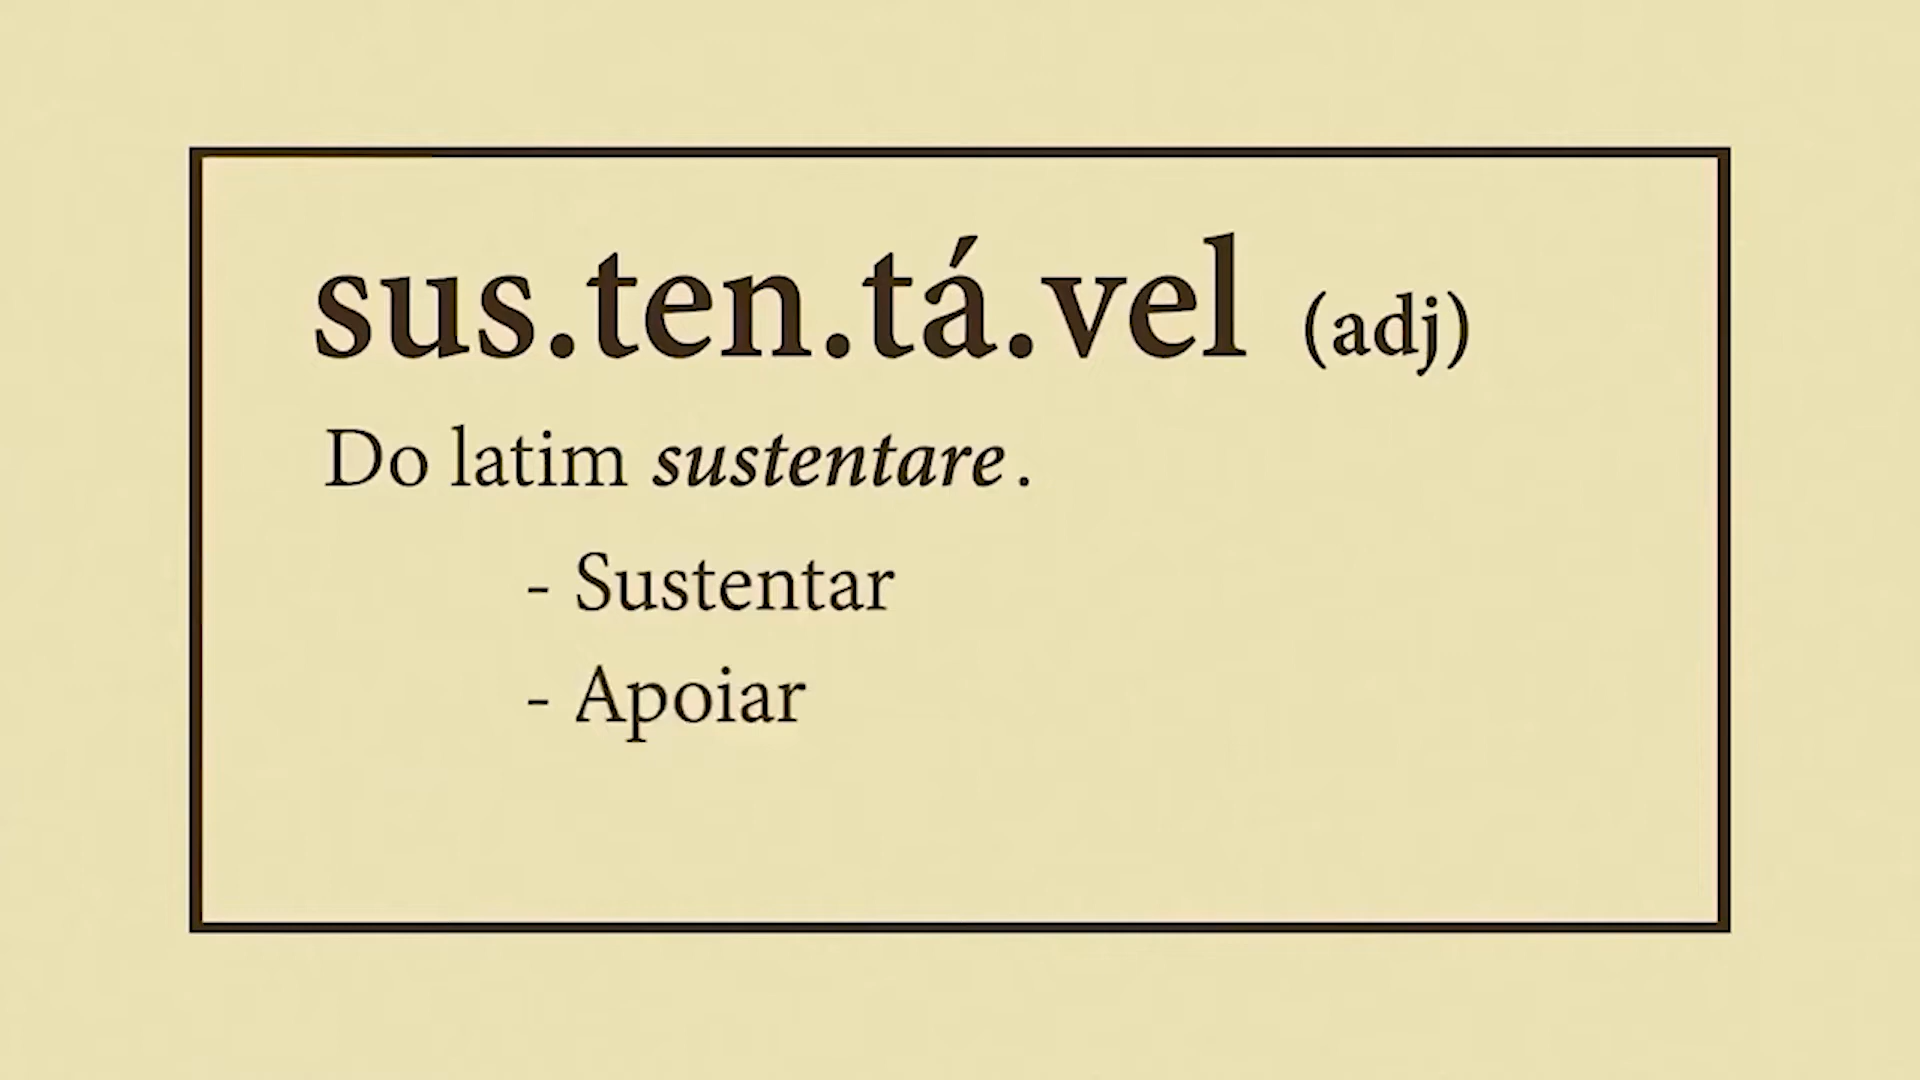 sus.ten.tá.vel (adj)
Do latim sustentare.
- Sustentar
- Apoiar